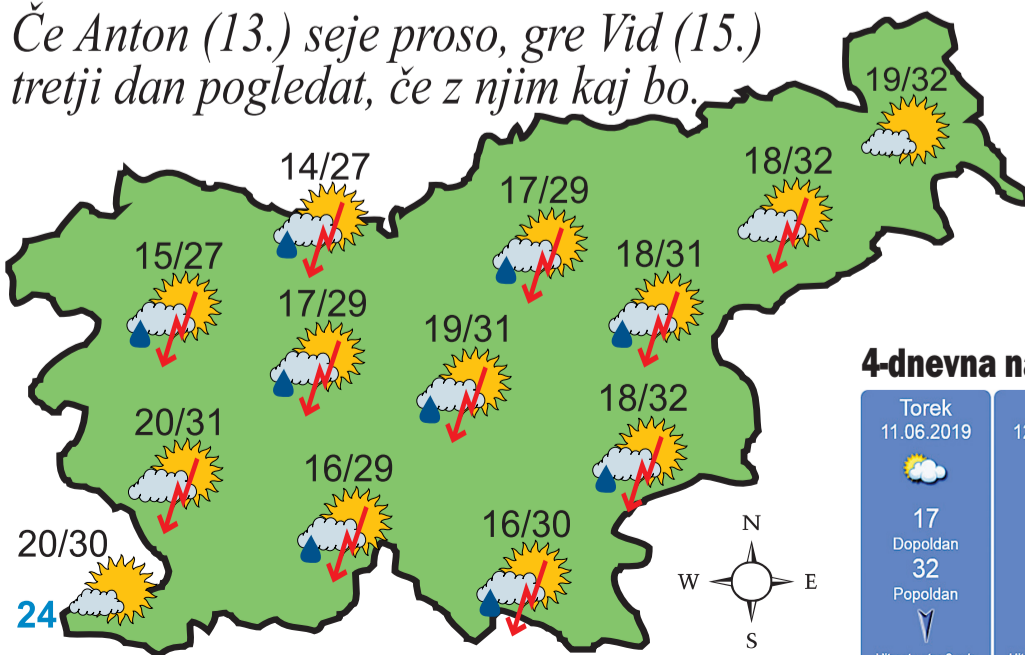 Če Anton (13.) seje proso, gre Vid (15.)
tretji dan pogledat, če z njim kaj bo.
19/32
14/27
18/32
17/29
15/27
18/31
17/29
19/31
20/31
18/32
16/29
16/30
20/30
24
N
W E
S
4-dnevna
Torek
11.06.2019
17
Dopoldan
32
Popoldan